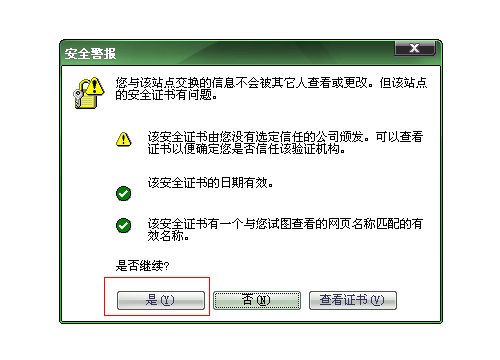 安全警报
您与该站点交换的信息不会被其它人查看或更改。但该站点
的安全证书有问题。
该安全证书由您没有选定信任的公司颁发。可以查看
证书以便确定您是否信任该验证机构。
该安全证书的日期有效。
该安全证书有一个与您试图查看的网页名称匹配的有
效名称。
是否继续?
是(Y) 否(N) 查看证书(V)